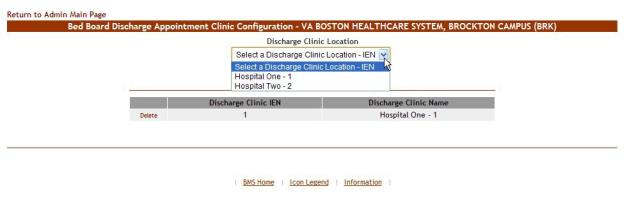 Return to Admin Main Page
Bed Board Discharge Appointment Clinic Configuration - VA BOSTON HEALTHCARE SYSTEM, BROCKTON CAMPUS (BRK)
Discharge Clinic Location
Select a Discharge Clinic Location - IEN
Select a Discharge Clinic Location - IEN
Hospital One - 1
Hospital Two - 2
Discharge Clinic IEN Discharge Clinic Name
Delete 1 Hospital One - 1
| BMS Home | Icon Legend | Information |